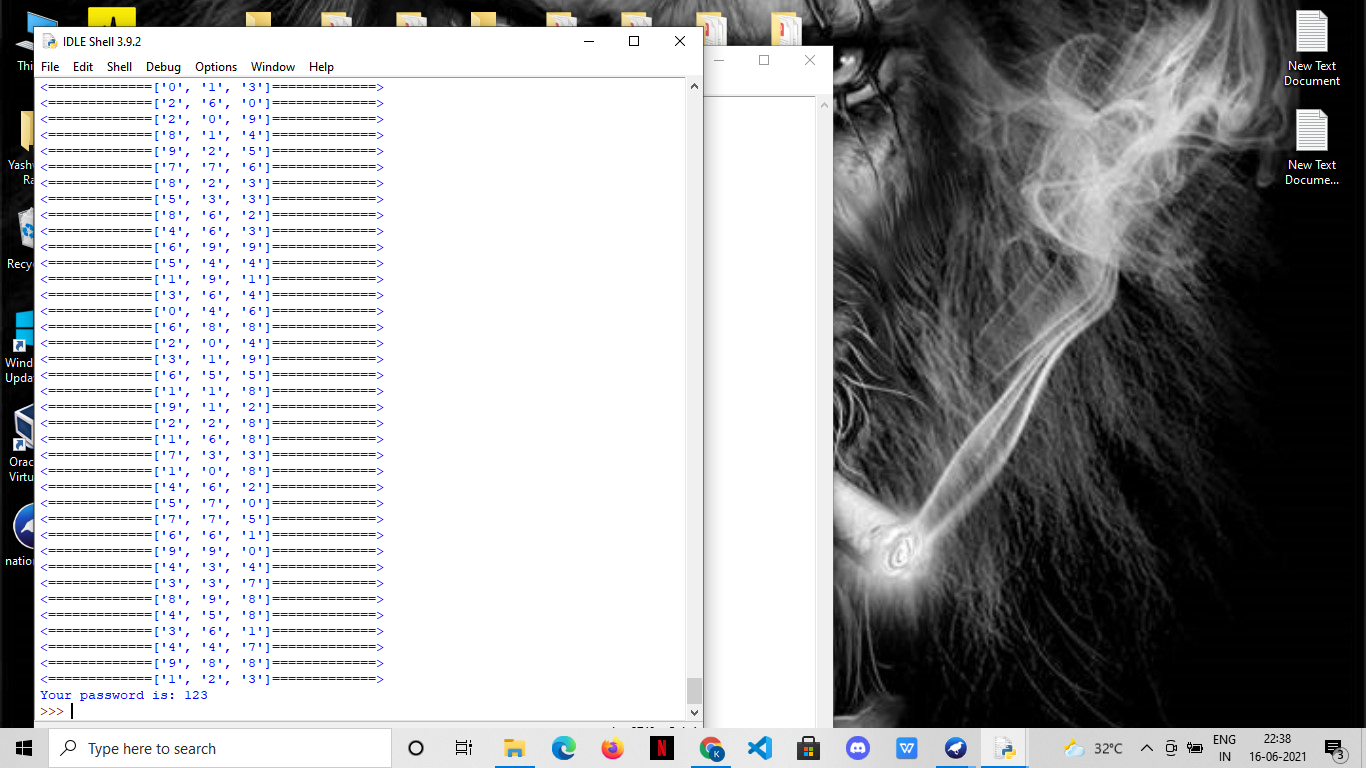 IDLE Shell 3.9.2
File Edit Shell Debug Options Window Help
<==============['0', '1', '3']==============>
<==============['2', '6', '0']==============>
<==============['2', '0', '9']==============>
<==============['8', '1', '4']==============>
<==============['9', '2', '5']==============>
<==============['7', '7', '6']==============>
<==============['8', '2', '3']==============>
<==============['5', '3', '3']==============>
<==============['8', '6', '2']==============>
<==============['4', '6', '3']==============>
<==============['6', '9', '9']==============>
<==============['5', '4', '4']==============>
<==============['1', '9', '1']==============>
<==============['3', '6', '4']==============>
<==============['0', '4', '6']==============>
<==============['6', '8', '8']==============>
<==============['2', '0', '4']==============>
<==============['3', '1', '9']==============>
<==============['6', '5', '5']==============>
<==============['1', '1', '8']==============>
<==============['9', '1', '2']==============>
<==============['2', '2', '8']==============>
<==============['1', '6', '8']==============>
<==============['7', '3', '3']==============>
<==============['1', '0', '8']==============>
<==============['4', '6', '2']==============>
<==============['5', '7', '0']==============>
<==============['7', '7', '5']==============>
<==============['6', '6', '1']==============>
<==============['9', '9', '0']==============>
<==============['4', '3', '4']==============>
<==============['3', '3', '7']==============>
<==============['8', '9', '8']==============>
<==============['4', '5', '8']==============>
<==============['3', '6', '1']==============>
<==============['4', '4', '7']==============>
<==============['9', '8', '8']==============>
<==============['1', '2', '3']==============>
Your password is: 123
>>>
Thi
Yash
Ra
Recyc
Wind
Upda
Orac
Virtu
nation
New Text
Document
New Text
Docume...
Type here to search
K
32°C
ENG
IN
22:38
16-06-2021
3